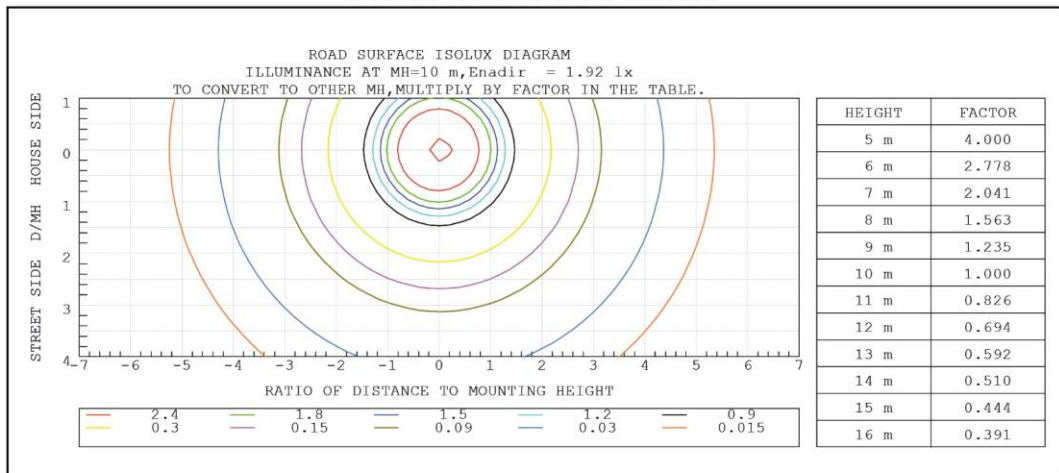 ROAD SURFACE ISOLUX DIAGRAM
ILLUMINANCE AT MH=10 m,Enadir = 1.92 lx
TO CONVERT TO OTHER MH,MULTIPLY BY FACTOR IN THE TABLE.
STREET SIDE D/MH HOUSE SIDE
1
0
1
2
3
4
-7 -6 -5 -4 -3 -2 -1 0 1 2 3 4 5 6 7
RATIO OF DISTANCE TO MOUNTING HEIGHT
2.4 1.8 1.5 1.2 0.9
0.3 0.15 0.09 0.03 0.015
HEIGHT FACTOR
5 m 4.000
6 m 2.778
7 m 2.041
8 m 1.563
9 m 1.235
10 m 1.000
11 m 0.826
12 m 0.694
13 m 0.592
14 m 0.510
15 m 0.444
16 m 0.391